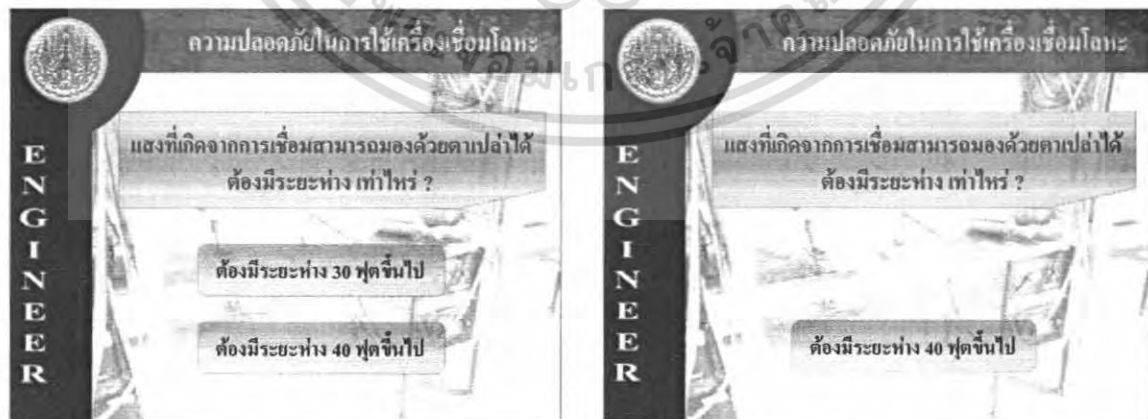 ความปลอดภัยในการใช้เครื่องเชื่อมโลหะ
แสงที่เกิดจากการเชื่อมสามารถมองด้วยตาเปล่าได้
ต้องมีระยะห่าง เท่าไหร่ ?
ต้องมีระยะห่าง 30 ฟุตขึ้นไป
ต้องมีระยะห่าง 40 ฟุตขึ้นไป
ENGINEER
ความปลอดภัยในการใช้เครื่องเชื่อมโลหะ
แสงที่เกิดจากการเชื่อมสามารถมองด้วยตาเปล่าได้
ต้องมีระยะห่าง เท่าไหร่ ?
ต้องมีระยะห่าง 40 ฟุตขึ้นไป
ENGINEER